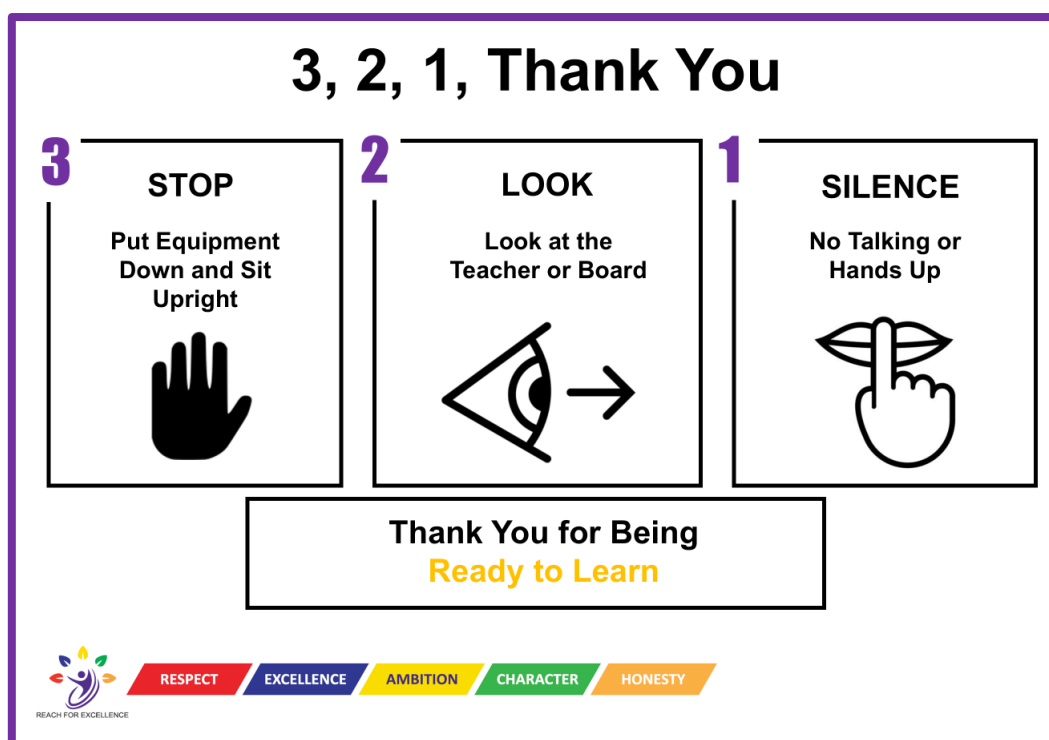 3, 2, 1, Thank You
3
STOP
Put Equipment
Down and Sit
Upright
2
LOOK
Look at the
Teacher or Board
1
SILENCE
No Talking or
Hands Up
Thank You for Being
Ready to Learn
REACH FOR EXCELLENCE
RESPECT
EXCELLENCE
AMBITION
CHARACTER
HONESTY